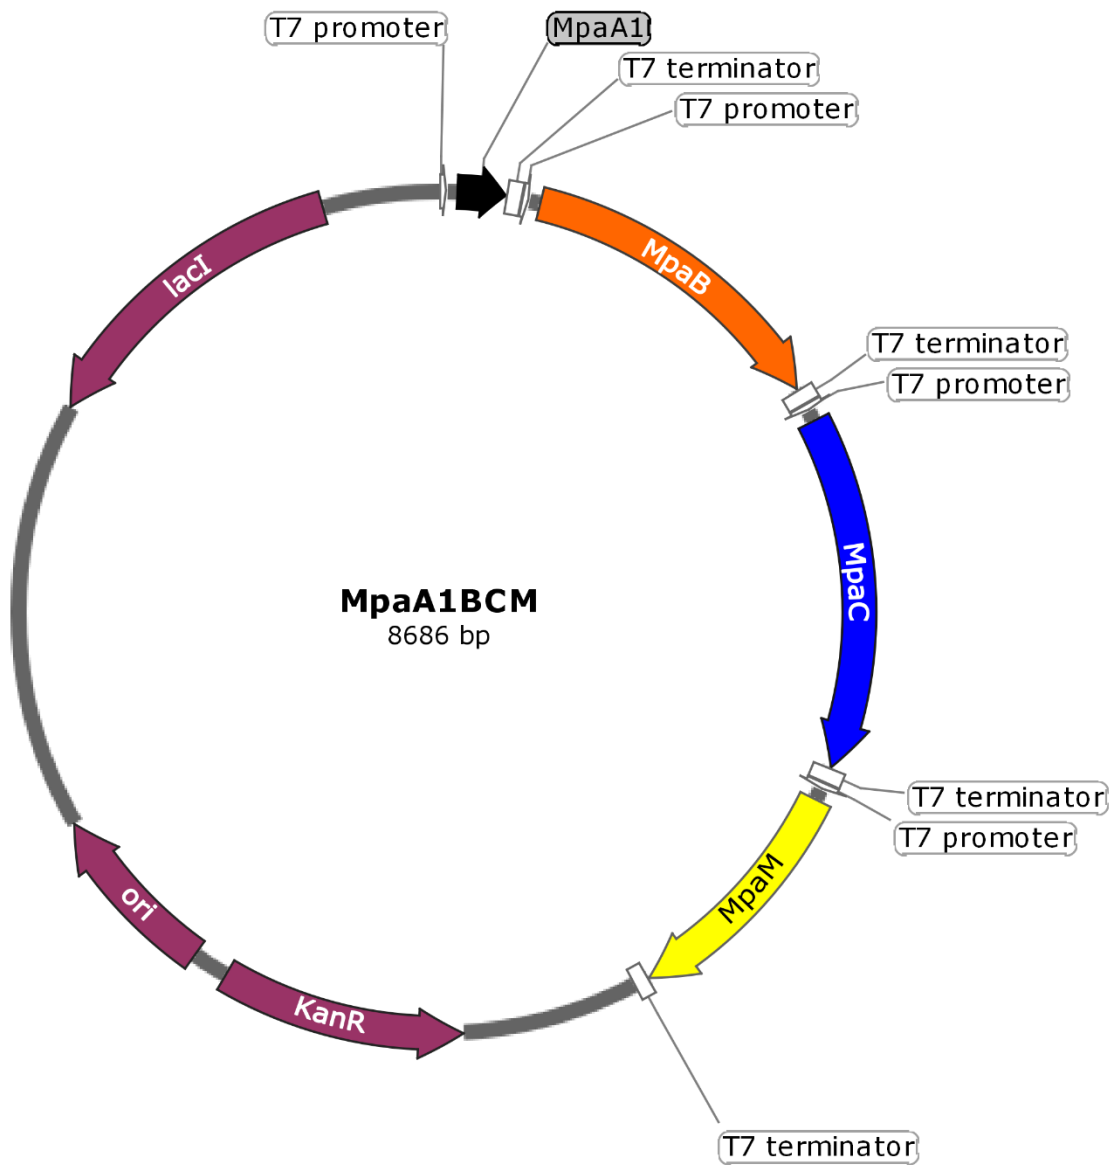 T7 promoter
MpaA1
T7 terminator
T7 promoter
lacI
MpaB
T7 terminator
T7 promoter
MpaC
MpaA1BCM
8686 bp
T7 terminator
T7 promoter
MpaM
ori
KanR
T7 terminator